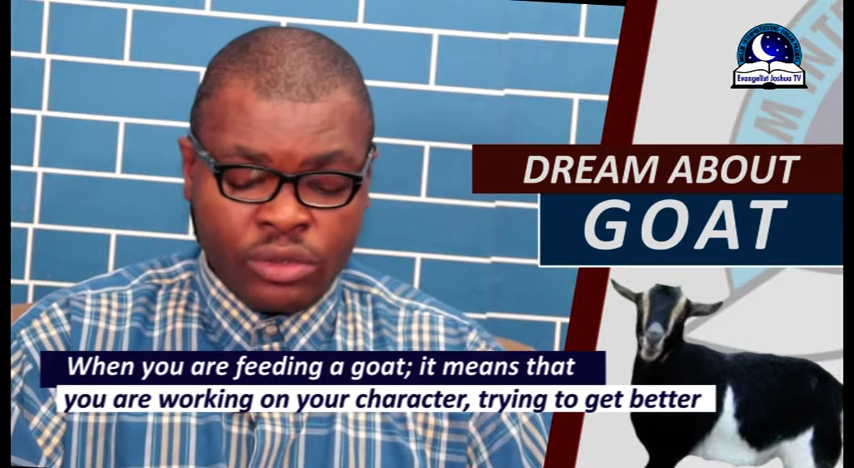 Evangelist Joshua TV
M INT
DREAM ABOUT
GOAT
When you are feeding a goat; it means that
you are working on your character, trying to get better